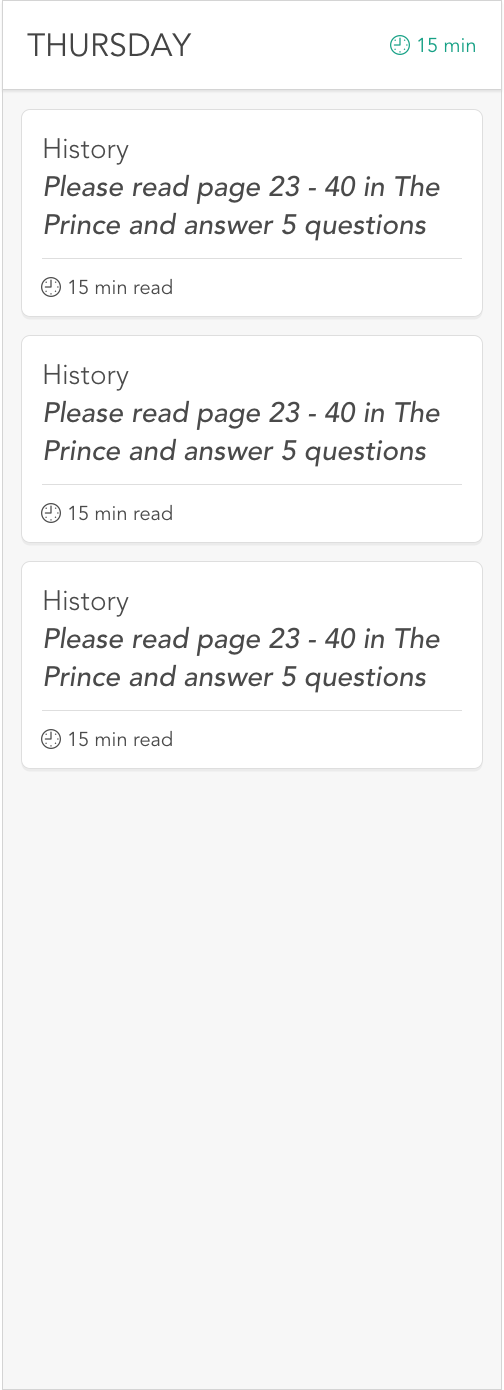 THURSDAY 15 min
History
Please read page 23 - 40 in The
Prince and answer 5 questions
15 min read
History
Please read page 23 - 40 in The
Prince and answer 5 questions
15 min read
History
Please read page 23 - 40 in The
Prince and answer 5 questions
15 min read